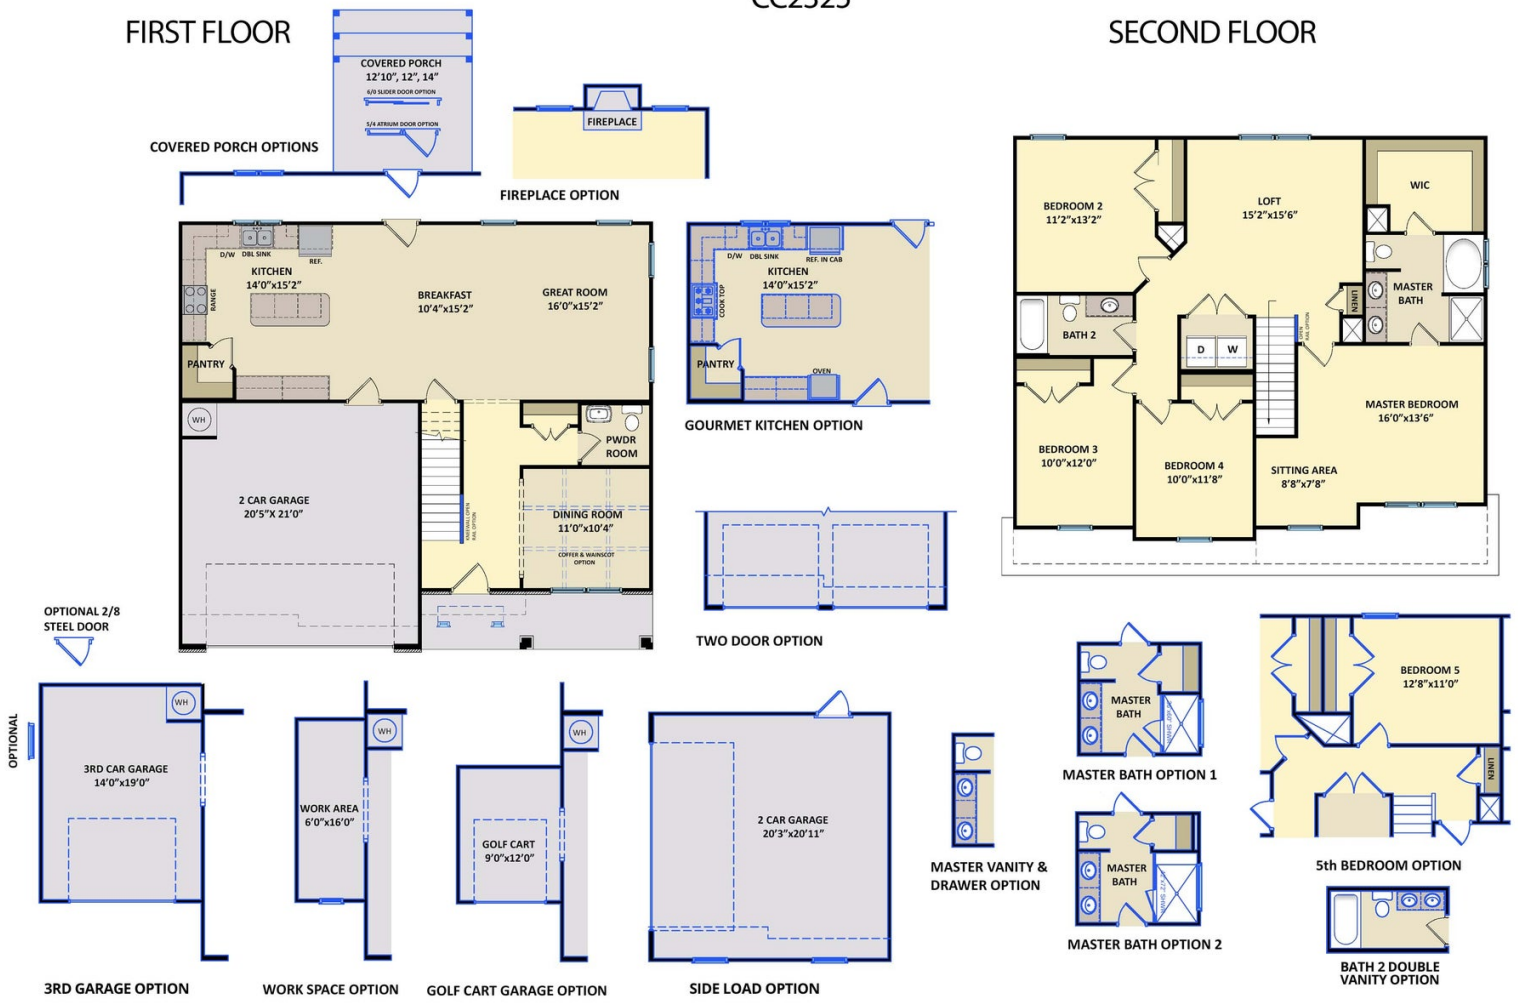 CC2525
FIRST FLOOR
SECOND FLOOR
COVERED PORCH
12'10", 12", 14"
6/0 SLIDER DOOR OPTION
5/4 ATRIUM DOOR OPTION
COVERED PORCH OPTIONS
FIREPLACE
FIREPLACE OPTION
D/W
DBL SINK
REF.
KITCHEN
14'0"x15'2"
RANGE
BREAKFAST
10'4"x15'2"
GREAT ROOM
16'0"x15'2"
PANTRY
WH
2 CAR GARAGE
20'5"X 21'0"
KNEEWALL OPEN
RAIL OPTION
PWDR
ROOM
DINING ROOM
11'0"x10'4"
COFFER & WAINSCOT
OPTION
D/W
DBL SINK
REF. IN CAB
KITCHEN
14'0"x15'2"
COOK TOP
PANTRY
OVEN
GOURMET KITCHEN OPTION
TWO DOOR OPTION
BEDROOM 2
11'2"x13'2"
LOFT
15'2"x15'6"
WIC
MASTER
BATH
LINEN
BATH 2
D
W
OPEN
RAIL OPTION
MASTER BEDROOM
16'0"x13'6"
BEDROOM 3
10'0"x12'0"
BEDROOM 4
10'0"x11'8"
SITTING AREA
8'8"x7'8"
OPTIONAL 2/8
STEEL DOOR
OPTIONAL
WH
3RD CAR GARAGE
14'0"x19'0"
3RD GARAGE OPTION
WH
WORK AREA
6'0"x16'0"
WORK SPACE OPTION
WH
GOLF CART
9'0"x12'0"
GOLF CART GARAGE OPTION
2 CAR GARAGE
20'3"x20'11"
SIDE LOAD OPTION
MASTER VANITY &
DRAWER OPTION
MASTER
BATH
MASTER BATH OPTION 1
MASTER
BATH
MASTER BATH OPTION 2
BEDROOM 5
12'8"x11'0"
LINEN
5th BEDROOM OPTION
BATH 2 DOUBLE
VANITY OPTION